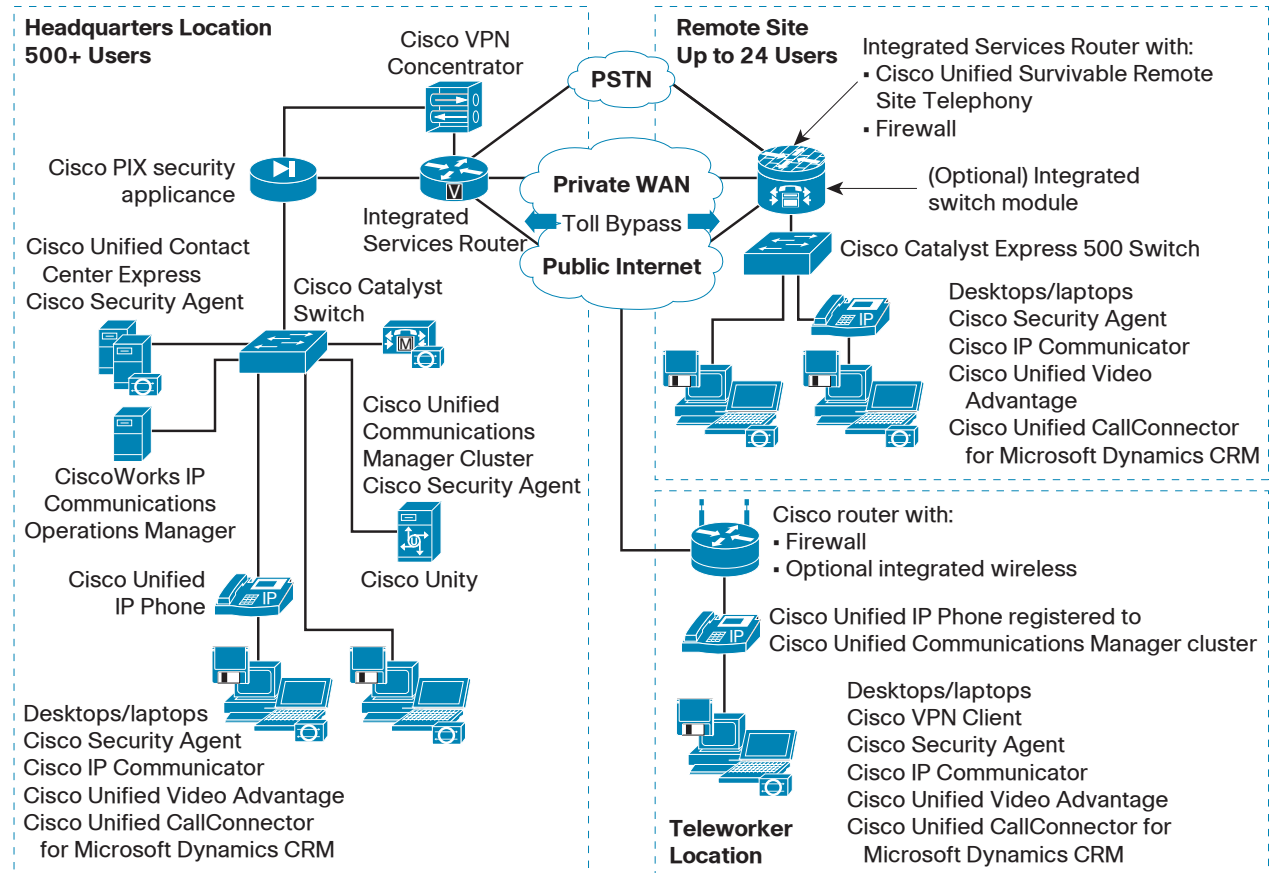 Headquarters Location
500+ Users
Cisco VPN
Concentrator
Cisco PIX security
applicance
Integrated
Services Router
V
Cisco Unified Contact
Center Express
Cisco Security Agent
Cisco Catalyst
Switch
M
CiscoWorks IP
Communications
Operations Manager
Cisco Unified
Communications
Manager Cluster
Cisco Security Agent
U
Cisco Unity
Cisco Unified
IP Phone
IP
Desktops/laptops
Cisco Security Agent
Cisco IP Communicator
Cisco Unified Video Advantage
Cisco Unified CallConnector
for Microsoft Dynamics CRM
PSTN
Private WAN
Toll Bypass
Public Internet
Remote Site
Up to 24 Users
Integrated Services Router with:
▪ Cisco Unified Survivable Remote
Site Telephony
▪ Firewall
(Optional) Integrated
switch module
Cisco Catalyst Express 500 Switch
IP
Desktops/laptops
Cisco Security Agent
Cisco IP Communicator
Cisco Unified Video
Advantage
Cisco Unified CallConnector
for Microsoft Dynamics CRM
Cisco router with:
▪ Firewall
▪ Optional integrated wireless
IP
Cisco Unified IP Phone registered to
Cisco Unified Communications Manager cluster
Desktops/laptops
Cisco VPN Client
Cisco Security Agent
Cisco IP Communicator
Cisco Unified Video Advantage
Cisco Unified CallConnector for
Microsoft Dynamics CRM
Teleworker
Location